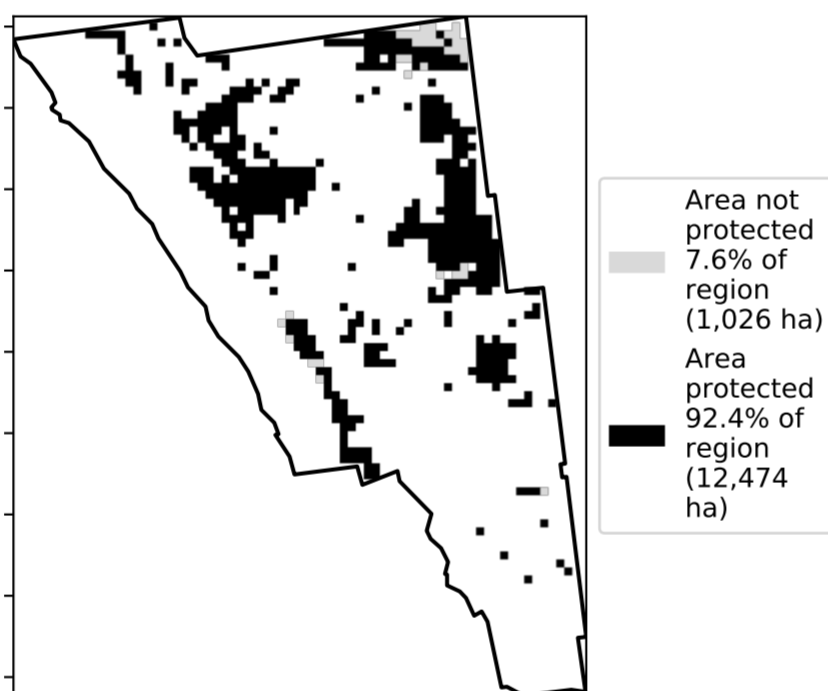 Area not
protected
7.6% of
region
(1,026 ha)
Area
protected
92.4% of
region
(12,474
ha)